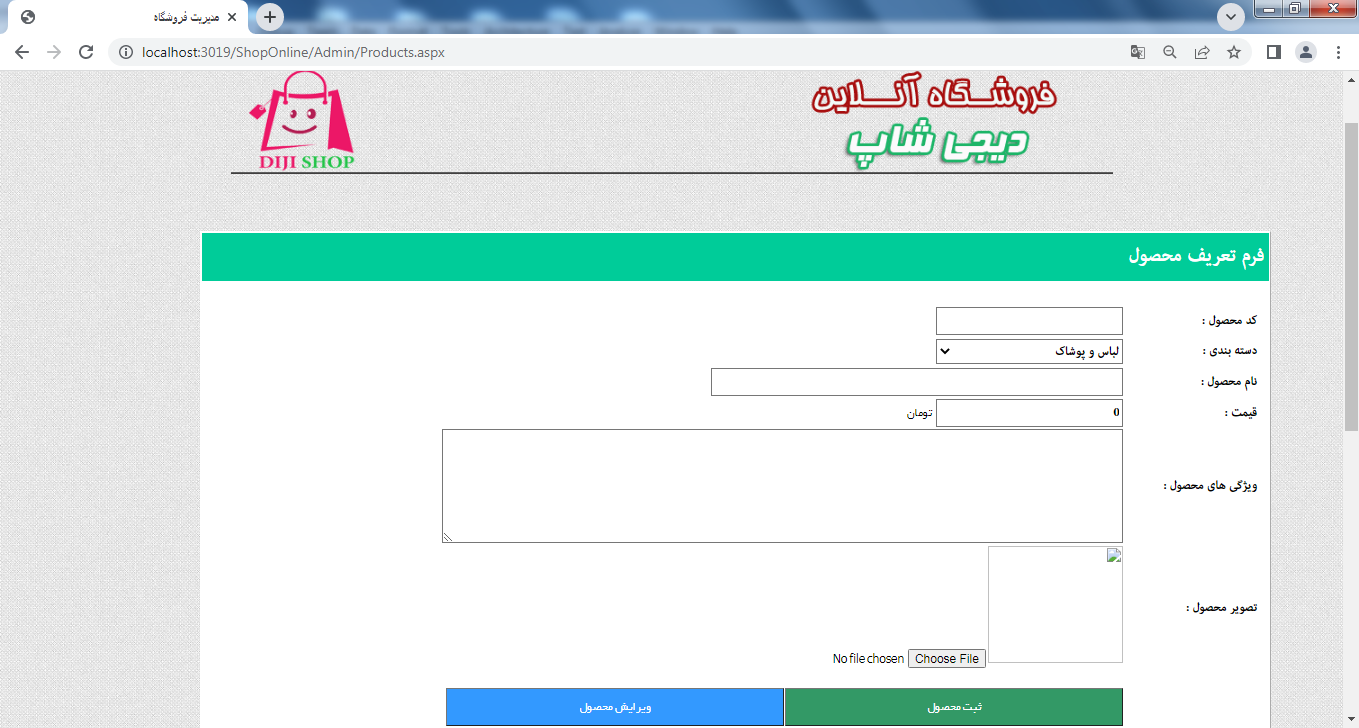 مدیریت فروشگاه
localhost:3019/ShopOnline/Admin/Products.aspx
فروشگاه آنلاین
دیجی شاپ
DIJI SHOP
فرم تعریف محصول
کد محصول :
دسته بندی : لباس و پوشاک
نام محصول :
قیمت : 0 تومان
ویژگی های محصول :
تصویر محصول :
Choose File No file chosen
ثبت محصول ویرایش محصول